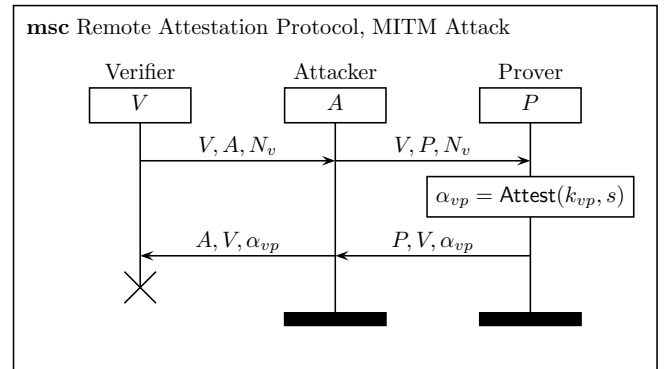 msc Remote Attestation Protocol, MITM Attack
Verifier Attacker Prover
V A P
V, A, N_v V, P, N_v
α_vp = Attest(k_vp, s)
A, V, α_vp P, V, α_vp